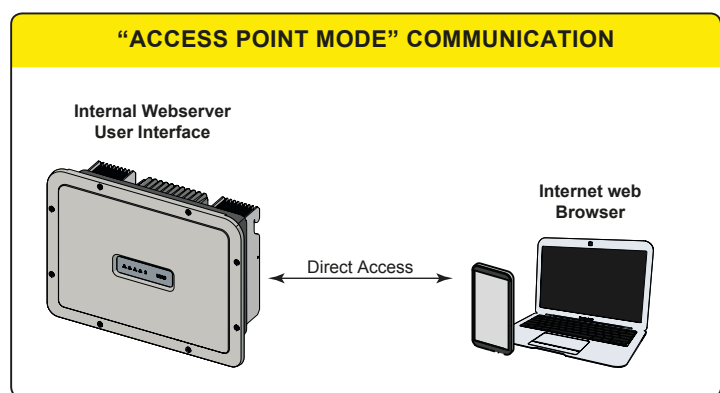 “ACCESS POINT MODE” COMMUNICATION
Internal Webserver
User Interface
Internet web
Browser
Direct Access